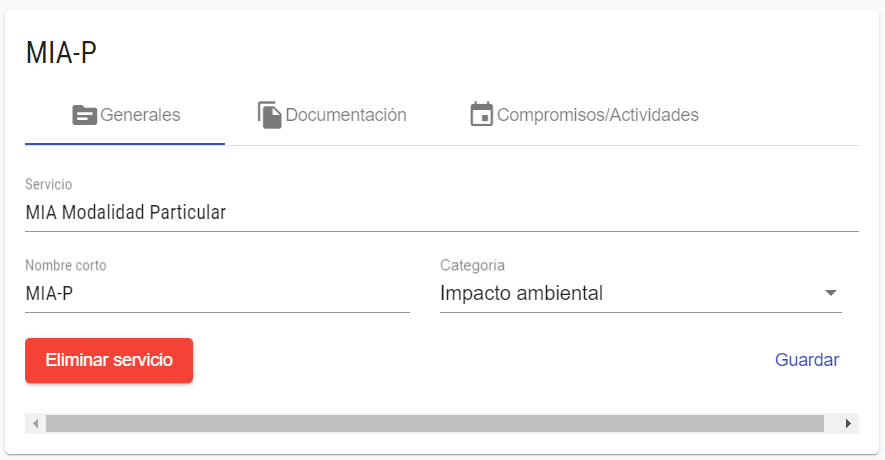 MIA-P
Generales Documentación Compromisos/Actividades
Servicio
MIA Modalidad Particular
Nombre corto Categoria
MIA-P Impacto ambiental
Eliminar servicio Guardar